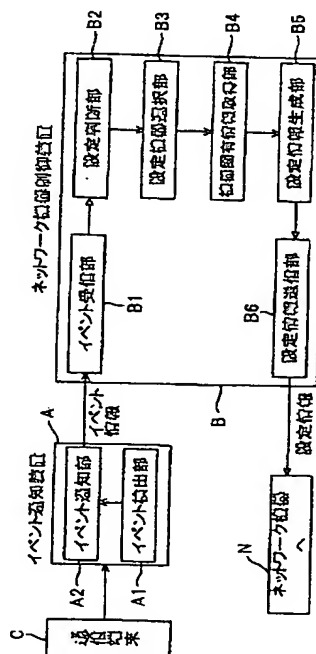 C
通信端末
イベント通知装置
A
A2
イベント通知部
イベント検出部
A1
イベント
情報
ネットワーク機器制御装置
イベント受信部
B1
設定判断部
B2
設定機器選択部
B3
機器固有情報取得部
B4
設定情報生成部
B5
設定情報送信部
B6
B
設定情報
N
ネットワーク機器
へ